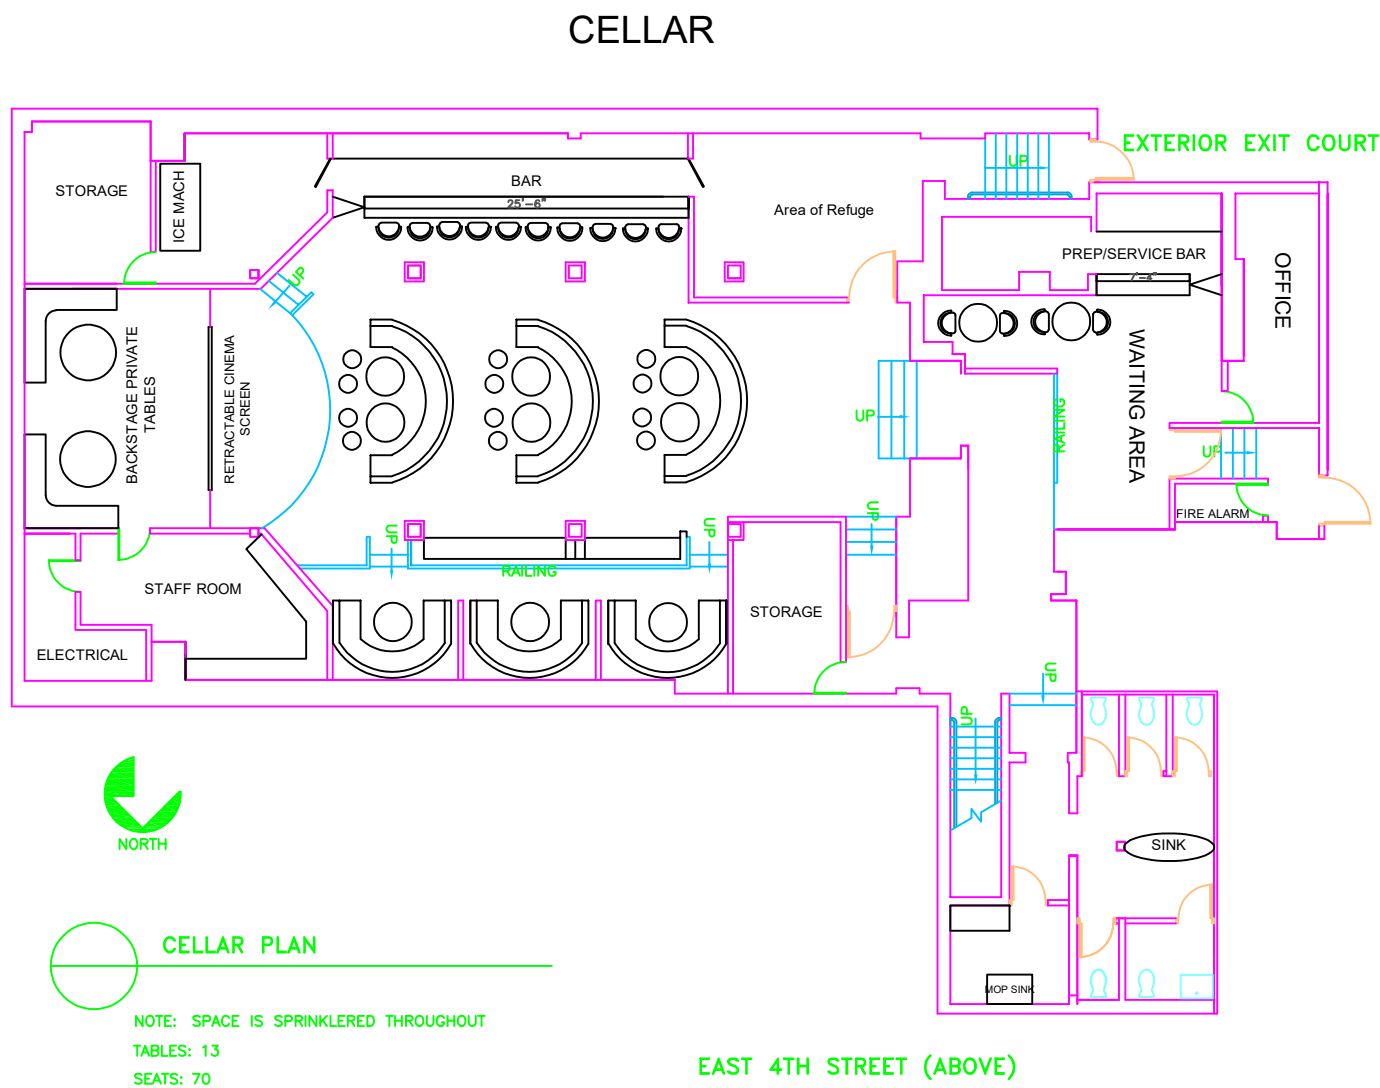 CELLAR
EXTERIOR EXIT COURT
UP
BAR
25'-6"
STORAGE
ICE MACH
Area of Refuge
PREP/SERVICE BAR
7'-4"
OFFICE
UP
BACKSTAGE PRIVATE
TABLES
RETRACTABLE CINEMA
SCREEN
WAITING AREA
RAILING
UP
UP
FIRE ALARM
UP
UP
UP
RAILING
STAFF ROOM
STORAGE
ELECTRICAL
UP
UP
NORTH
SINK
CELLAR PLAN
MOP SINK
NOTE: SPACE IS SPRINKLERED THROUGHOUT
TABLES: 13
SEATS: 70
EAST 4TH STREET (ABOVE)